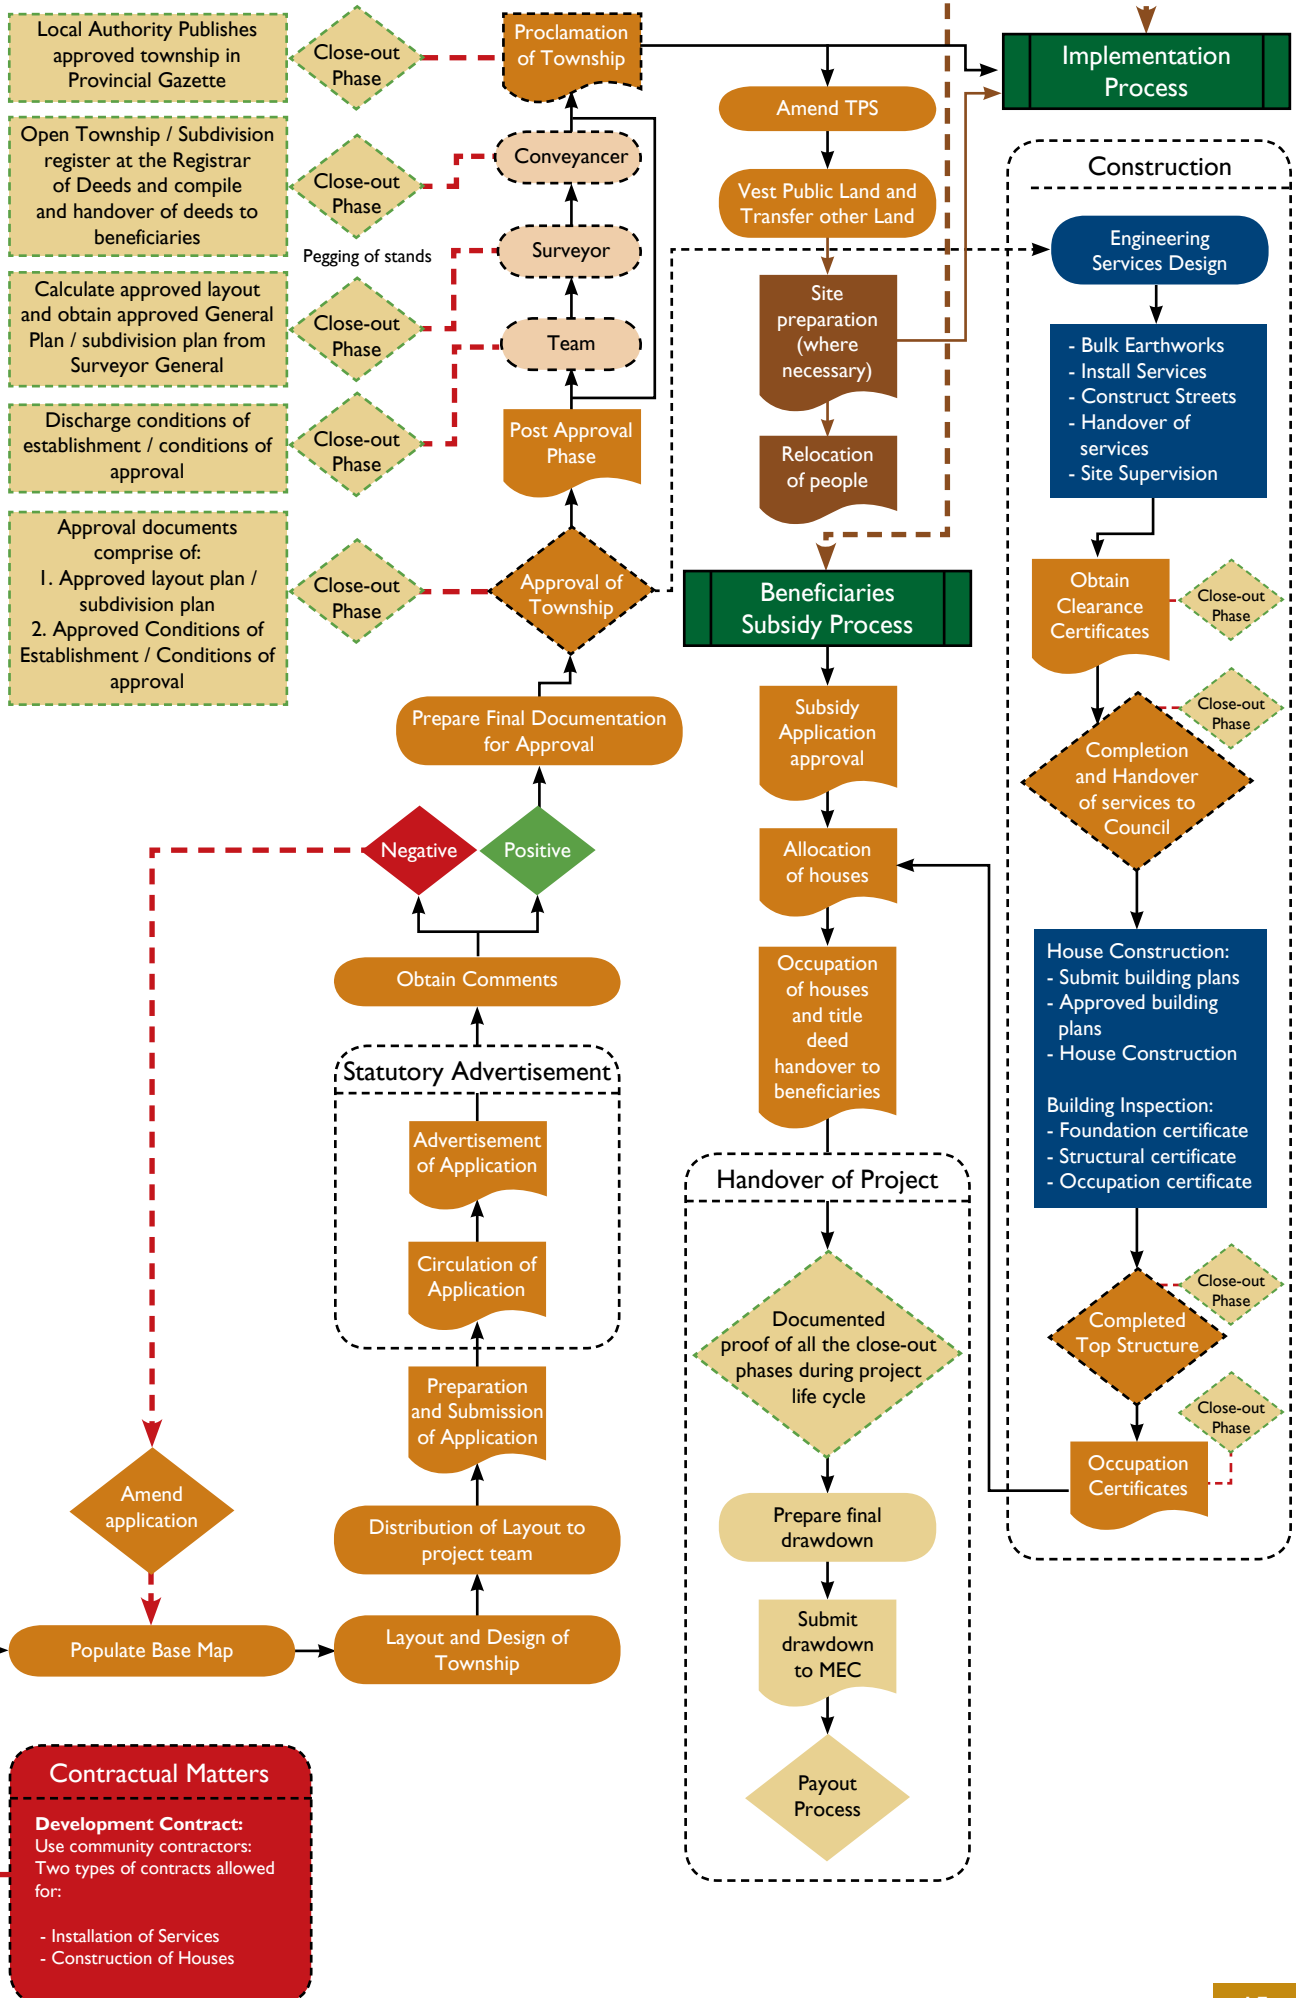 Local Authority Publishes
approved township in
Provincial Gazette
Close-out
Phase
Proclamation
of Township
Open Township / Subdivision
register at the Registrar
of Deeds and compile
and handover of deeds to
beneficiaries
Close-out
Phase
Conveyancer
Pegging of stands
Surveyor
Calculate approved layout
and obtain approved General
Plan / subdivision plan from
Surveyor General
Close-out
Phase
Team
Discharge conditions of
establishment / conditions of
approval
Close-out
Phase
Post Approval
Phase
Approval documents
comprise of:
1. Approved layout plan /
subdivision plan
2. Approved Conditions of
Establishment / Conditions of
approval
Close-out
Phase
Approval of
Township
Prepare Final Documentation
for Approval
Negative
Positive
Obtain Comments
Statutory Advertisement
Advertisement
of Application
Circulation of
Application
Preparation
and Submission
of Application
Amend
application
Distribution of Layout to
project team
Populate Base Map
Layout and Design of
Township
Contractual Matters
Development Contract:
Use community contractors:
Two types of contracts allowed
for:
- Installation of Services
- Construction of Houses
Amend TPS
Vest Public Land and
Transfer other Land
Site
preparation
(where
necessary)
Relocation
of people
Beneficiaries
Subsidy Process
Subsidy
Application
approval
Allocation
of houses
Occupation
of houses
and title
deed
handover to
beneficiaries
Handover of Project
Documented
proof of all the close-out
phases during project
life cycle
Prepare final
drawdown
Submit
drawdown
to MEC
Payout
Process
Implementation
Process
Construction
Engineering
Services Design
- Bulk Earthworks
- Install Services
- Construct Streets
- Handover of
services
- Site Supervision
Obtain
Clearance
Certificates
Close-out
Phase
Close-out
Phase
Completion
and Handover
of services to
Council
House Construction:
- Submit building plans
- Approved building
plans
- House Construction
Building Inspection:
- Foundation certificate
- Structural certificate
- Occupation certificate
Close-out
Phase
Completed
Top Structure
Close-out
Phase
Occupation
Certificates